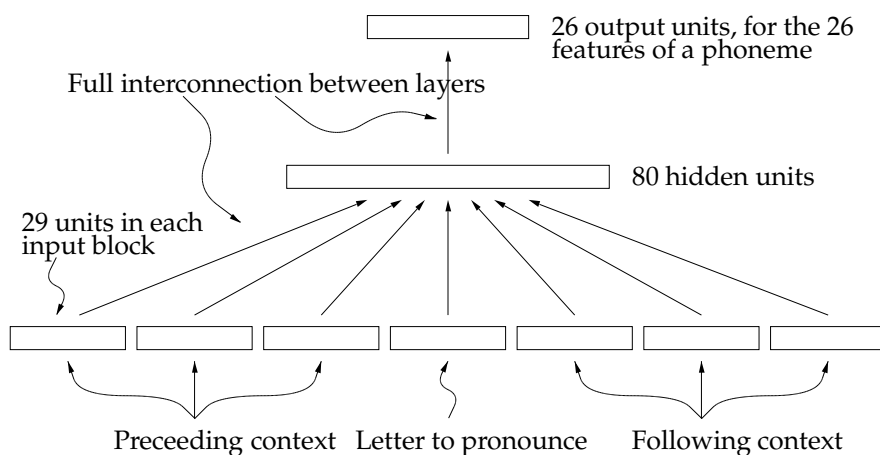 26 output units, for the 26
features of a phoneme
Full interconnection between layers
80 hidden units
29 units in each
input block
Preceeding context
Letter to pronounce
Following context